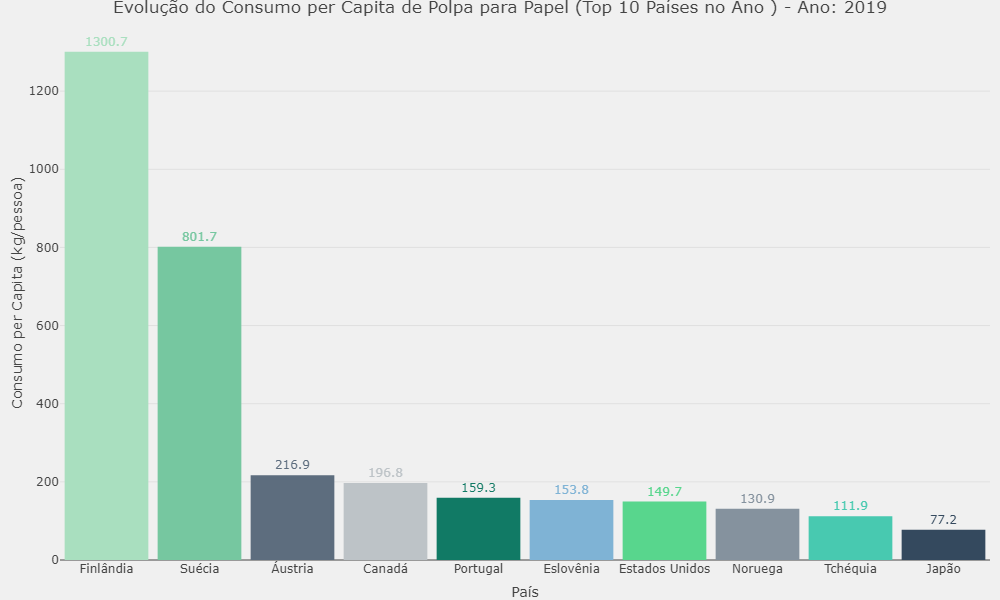 Evolução do Consumo per Capita de Polpa para Papel (Top 10 Países no Ano ) - Ano: 2019
Consumo per Capita (kg/pessoa)
1200
1000
800
600
400
200
0
1300.7
801.7
216.9
196.8
159.3
153.8
149.7
130.9
111.9
77.2
Finlândia
Suécia
Áustria
Canadá
Portugal
Eslovênia
Estados Unidos
Noruega
Tchéquia
Japão
País